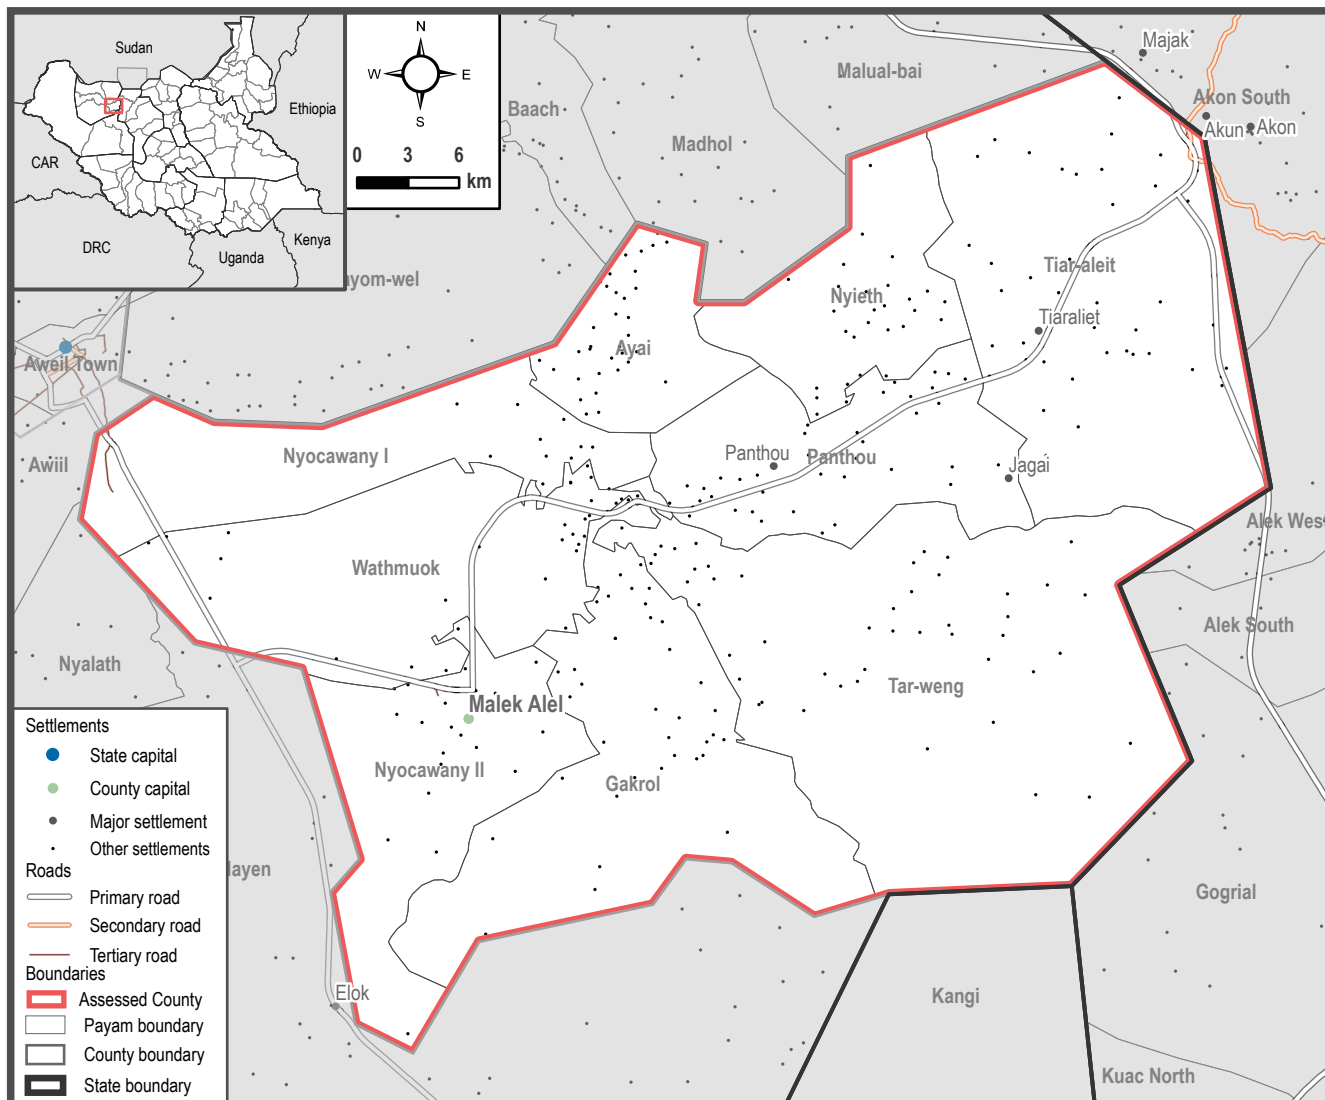 Sudan
Ethiopia
CAR
DRC
Uganda
Kenya
N
W E
S
0 3 6
km
Majak
Malual-bai
Akon South
Akun
Akon
Baach
Madhol
ayom-wel
Tiar-aleit
Nyieth
Tiaraliet
Ayai
Aweil Town
Nyocawany I
Panthou
Panthou
Awiil
Jagai
Alek West
Wathmuok
Alek South
Nyalath
Tar-weng
Malek Alel
Nyocawany II
Gakrol
layen
Gogrial
Elok
Kangi
Kuac North
Settlements
State capital
County capital
Major settlement
Other settlements
Roads
Primary road
Secondary road
Tertiary road
Boundaries
Assessed County
Payam boundary
County boundary
State boundary